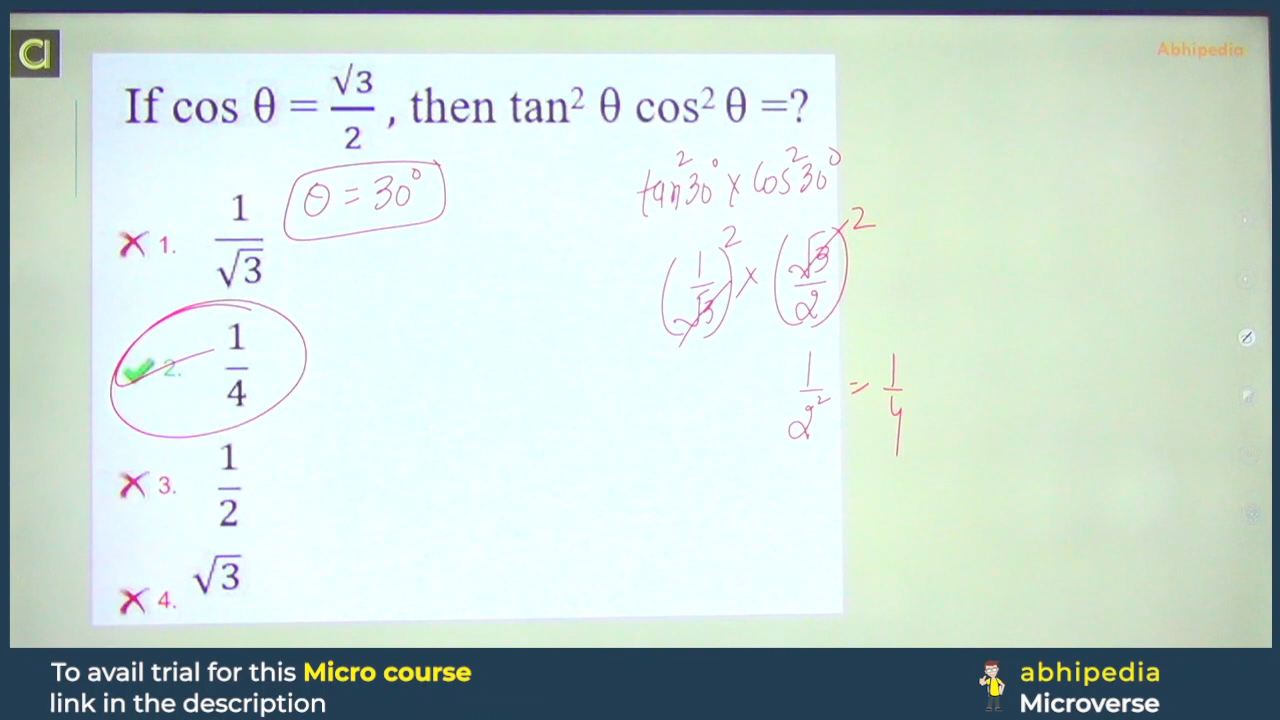 Abhipedia
If cos θ = √3/2, then tan² θ cos² θ =?
θ = 30°
tan²30° x Cos²30°
1. 1/√3
(1/√3)² x (√3/2)²
2. 1/4
1/2² = 1/4
3. 1/2
4. √3
To avail trial for this Micro course
link in the description
abhipedia
Microverse